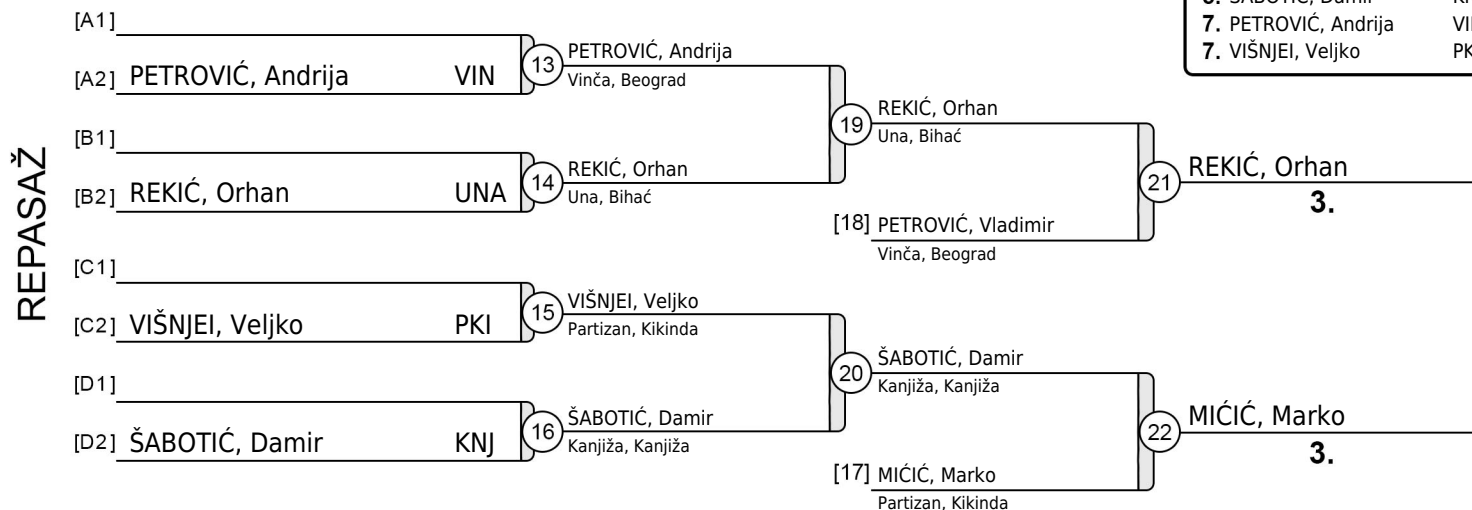 REPASAŽ
[A1]
[A2] PETROVIĆ, Andrija VIN
13
PETROVIĆ, Andrija
Vinča, Beograd
[B1]
[B2] REKIĆ, Orhan UNA
14
REKIĆ, Orhan
Una, Bihać
19
REKIĆ, Orhan
Una, Bihać
[18] PETROVIĆ, Vladimir
Vinča, Beograd
21
REKIĆ, Orhan
3.
[C1]
[C2] VIŠNJEI, Veljko PKI
15
VIŠNJEI, Veljko
Partizan, Kikinda
[D1]
[D2] ŠABOTIĆ, Damir KNJ
16
ŠABOTIĆ, Damir
Kanjiža, Kanjiža
20
ŠABOTIĆ, Damir
Kanjiža, Kanjiža
[17] MIĆIĆ, Marko
Partizan, Kikinda
22
MIĆIĆ, Marko
3.
7. PETROVIĆ, Andrija
7. VIŠNJEI, Veljko